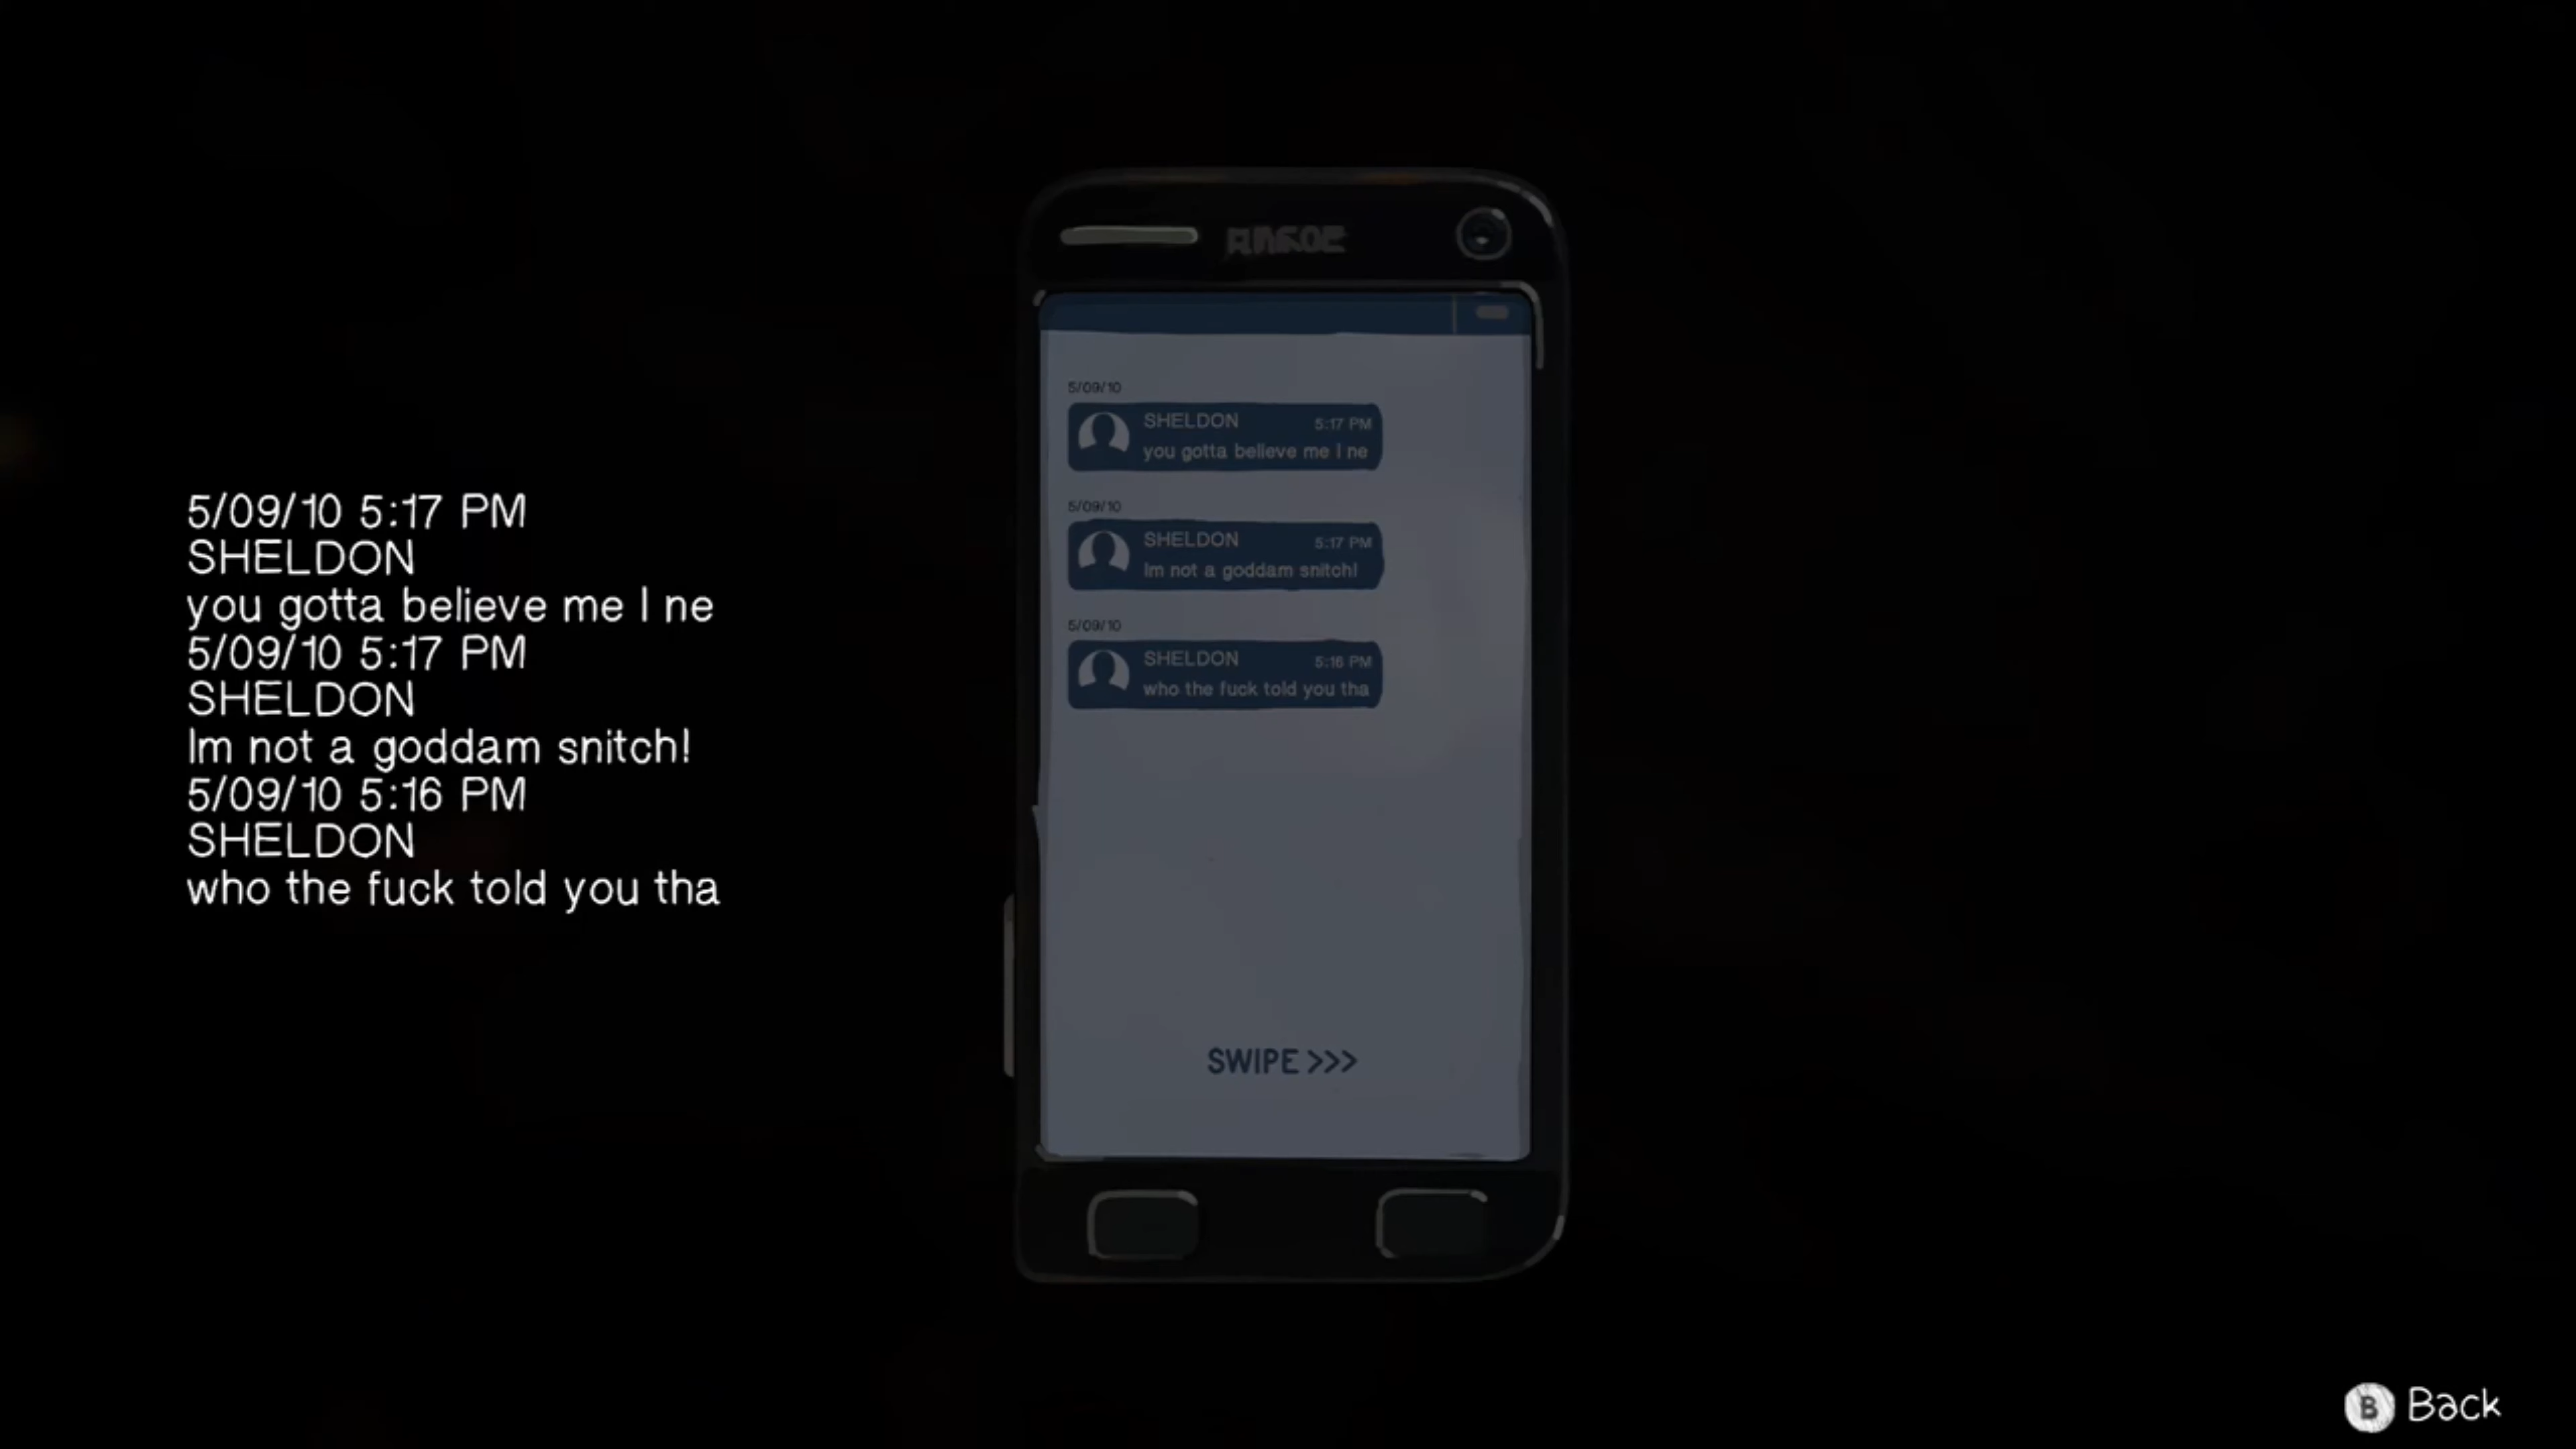 5/09/10 5:17 PM
SHELDON
you gotta believe me I ne
5/09/10 5:17 PM
SHELDON
Im not a goddam snitch!
5/09/10 5:16 PM
SHELDON
who the fuck told you tha
5/09/10
SHELDON 5:17 PM
you gotta believe me I ne
5/09/10
SHELDON 5:17 PM
Im not a goddam snitch!
5/09/10
SHELDON 5:16 PM
who the fuck told you tha
SWIPE >>>
B Back